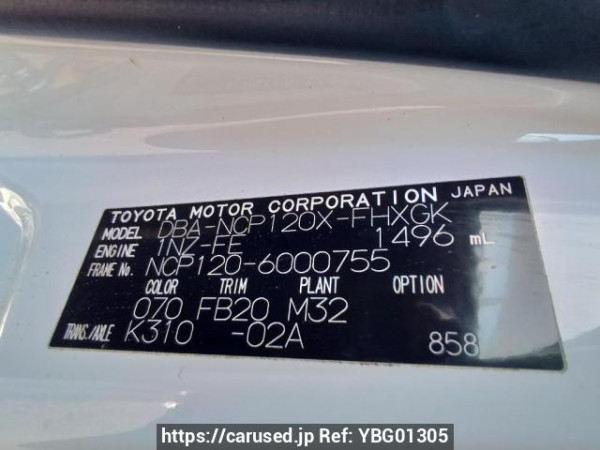 TOYOTA MOTOR CORPORATION JAPAN
MODEL DBA-NCP120X-FHXGK
ENGINE 1NZ-FE 1496 mL
FRAME No. NCP120-6000755
COLOR TRIM PLANT OPTION
070 FB20 M32
TRANS./AXLE K310 -02A 858
https://carused.jp Ref: YBG01305